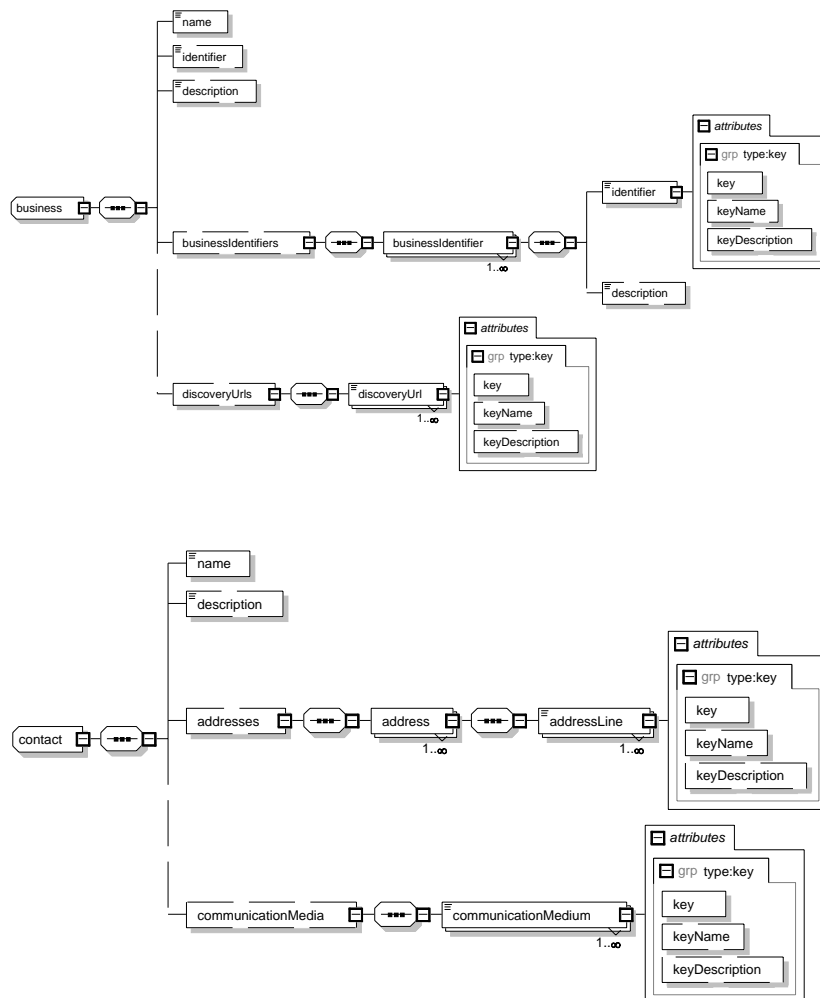 name
identifier
description
attributes
grp type:key
key
keyName
keyDescription
identifier
business
businessIdentifiers
businessIdentifier
1..∞
description
attributes
grp type:key
key
keyName
keyDescription
discoveryUrls
discoveryUrl
1..∞
name
description
attributes
grp type:key
key
keyName
keyDescription
contact
addresses
address
1..∞
addressLine
1..∞
attributes
grp type:key
key
keyName
keyDescription
communicationMedia
communicationMedium
1..∞